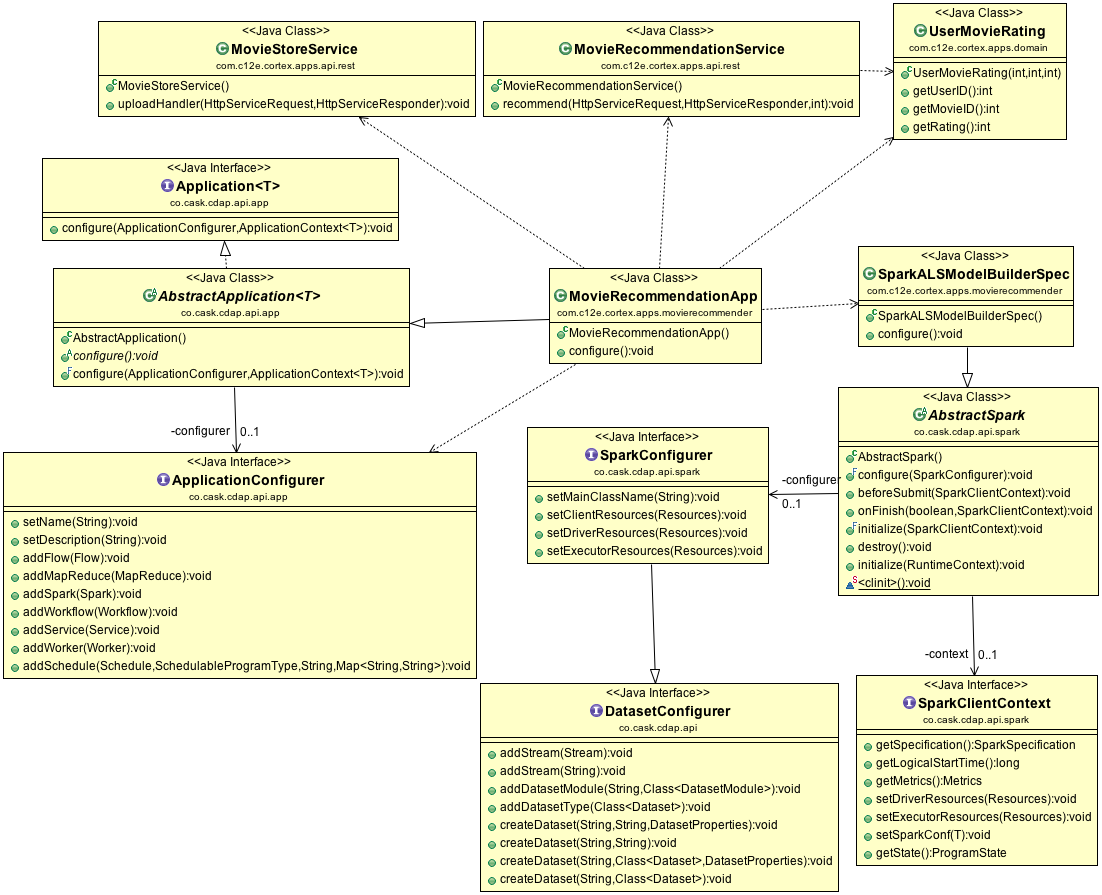 <<Java Class>>
MovieStoreService
com.c12e.cortex.apps.api.rest
MovieStoreService()
uploadHandler(HttpServiceRequest,HttpServiceResponder):void
<<Java Class>>
MovieRecommendationService
com.c12e.cortex.apps.api.rest
MovieRecommendationService()
recommend(HttpServiceRequest,HttpServiceResponder,int):void
<<Java Class>>
UserMovieRating
com.c12e.cortex.apps.domain
UserMovieRating(int,int,int)
getUserID():int
getMovieID():int
getRating():int
<<Java Interface>>
Application<T>
co.cask.cdap.api.app
configure(ApplicationConfigurer,ApplicationContext<T>):void
<<Java Class>>
AbstractApplication<T>
co.cask.cdap.api.app
AbstractApplication()
configure():void
configure(ApplicationConfigurer,ApplicationContext<T>):void
<<Java Class>>
MovieRecommendationApp
com.c12e.cortex.apps.movierecommender
MovieRecommendationApp()
configure():void
<<Java Class>>
SparkALSModelBuilderSpec
com.c12e.cortex.apps.movierecommender
SparkALSModelBuilderSpec()
configure():void
-configurer 0..1
<<Java Interface>>
ApplicationConfigurer
co.cask.cdap.api.app
setName(String):void
setDescription(String):void
addFlow(Flow):void
addMapReduce(MapReduce):void
addSpark(Spark):void
addWorkflow(Workflow):void
addService(Service):void
addWorker(Worker):void
addSchedule(Schedule,SchedulableProgramType,String,Map<String,String>):void
<<Java Interface>>
SparkConfigurer
co.cask.cdap.api.spark
setMainClassName(String):void
setClientResources(Resources):void
setDriverResources(Resources):void
setExecutorResources(Resources):void
-configurer
0..1
<<Java Class>>
AbstractSpark
co.cask.cdap.api.spark
AbstractSpark()
configure(SparkConfigurer):void
beforeSubmit(SparkClientContext):void
onFinish(boolean,SparkClientContext):void
initialize(SparkClientContext):void
destroy():void
initialize(RuntimeContext):void
<clinit>():void
-context 0..1
<<Java Interface>>
DatasetConfigurer
co.cask.cdap.api
addStream(Stream):void
addStream(String):void
addDatasetModule(String,Class<DatasetModule>):void
addDatasetType(Class<Dataset>):void
createDataset(String,String,DatasetProperties):void
createDataset(String,String):void
createDataset(String,Class<Dataset>,DatasetProperties):void
createDataset(String,Class<Dataset>):void
<<Java Interface>>
SparkClientContext
co.cask.cdap.api.spark
getSpecification():SparkSpecification
getLogicalStartTime():long
getMetrics():Metrics
setDriverResources(Resources):void
setExecutorResources(Resources):void
setSparkConf(T):void
getState():ProgramState